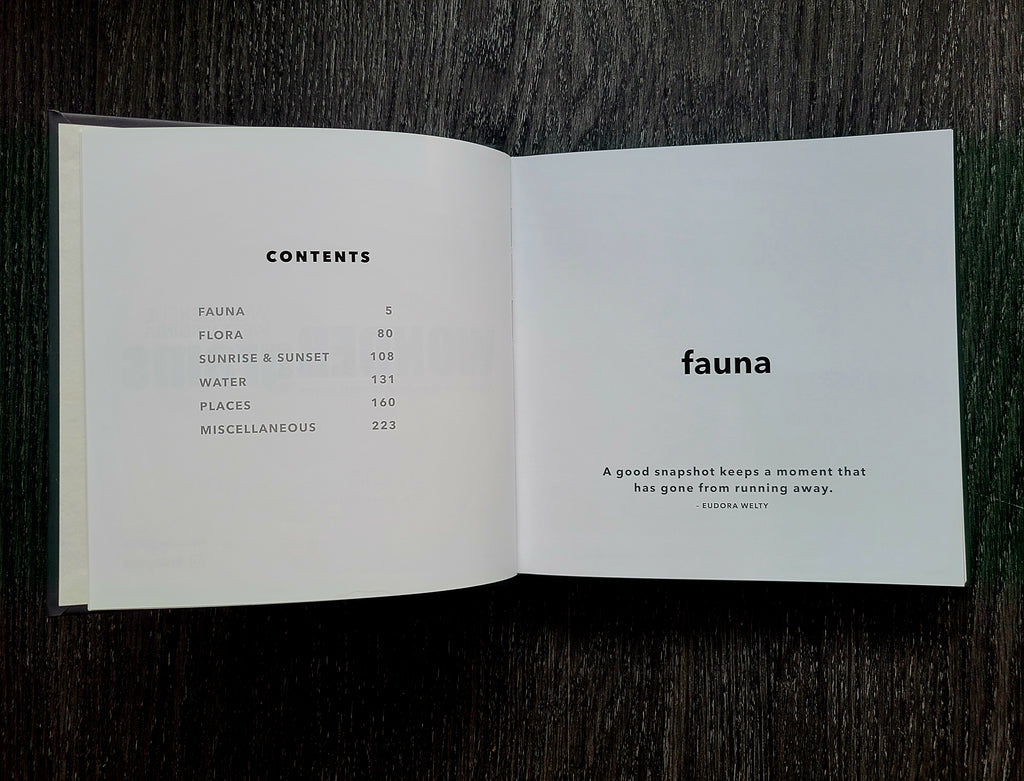 CONTENTS
FAUNA 5
FLORA 80
SUNRISE & SUNSET 108
WATER 131
PLACES 160
MISCELLANEOUS 223
fauna
A good snapshot keeps a moment that
has gone from running away.
- EUDORA WELTY